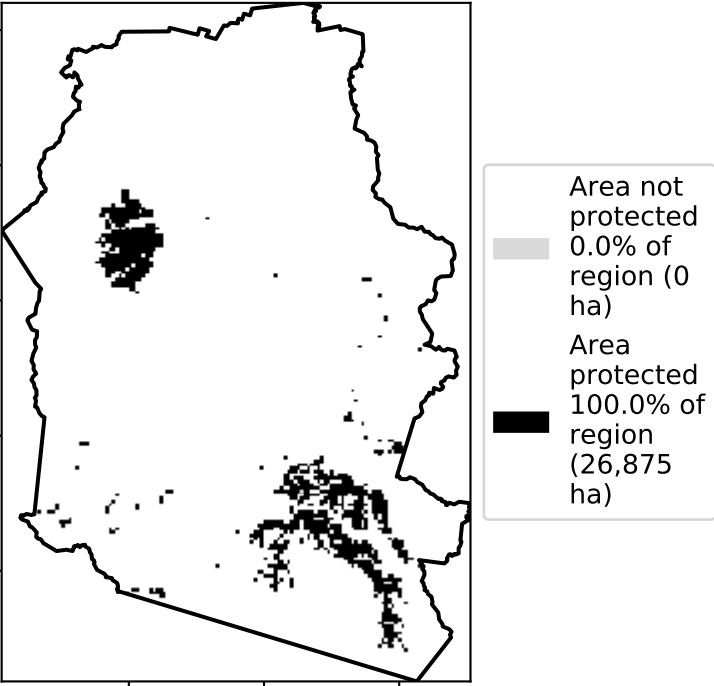 Area not
protected
0.0% of
region (0
ha)
Area
protected
100.0% of
region
(26,875
ha)